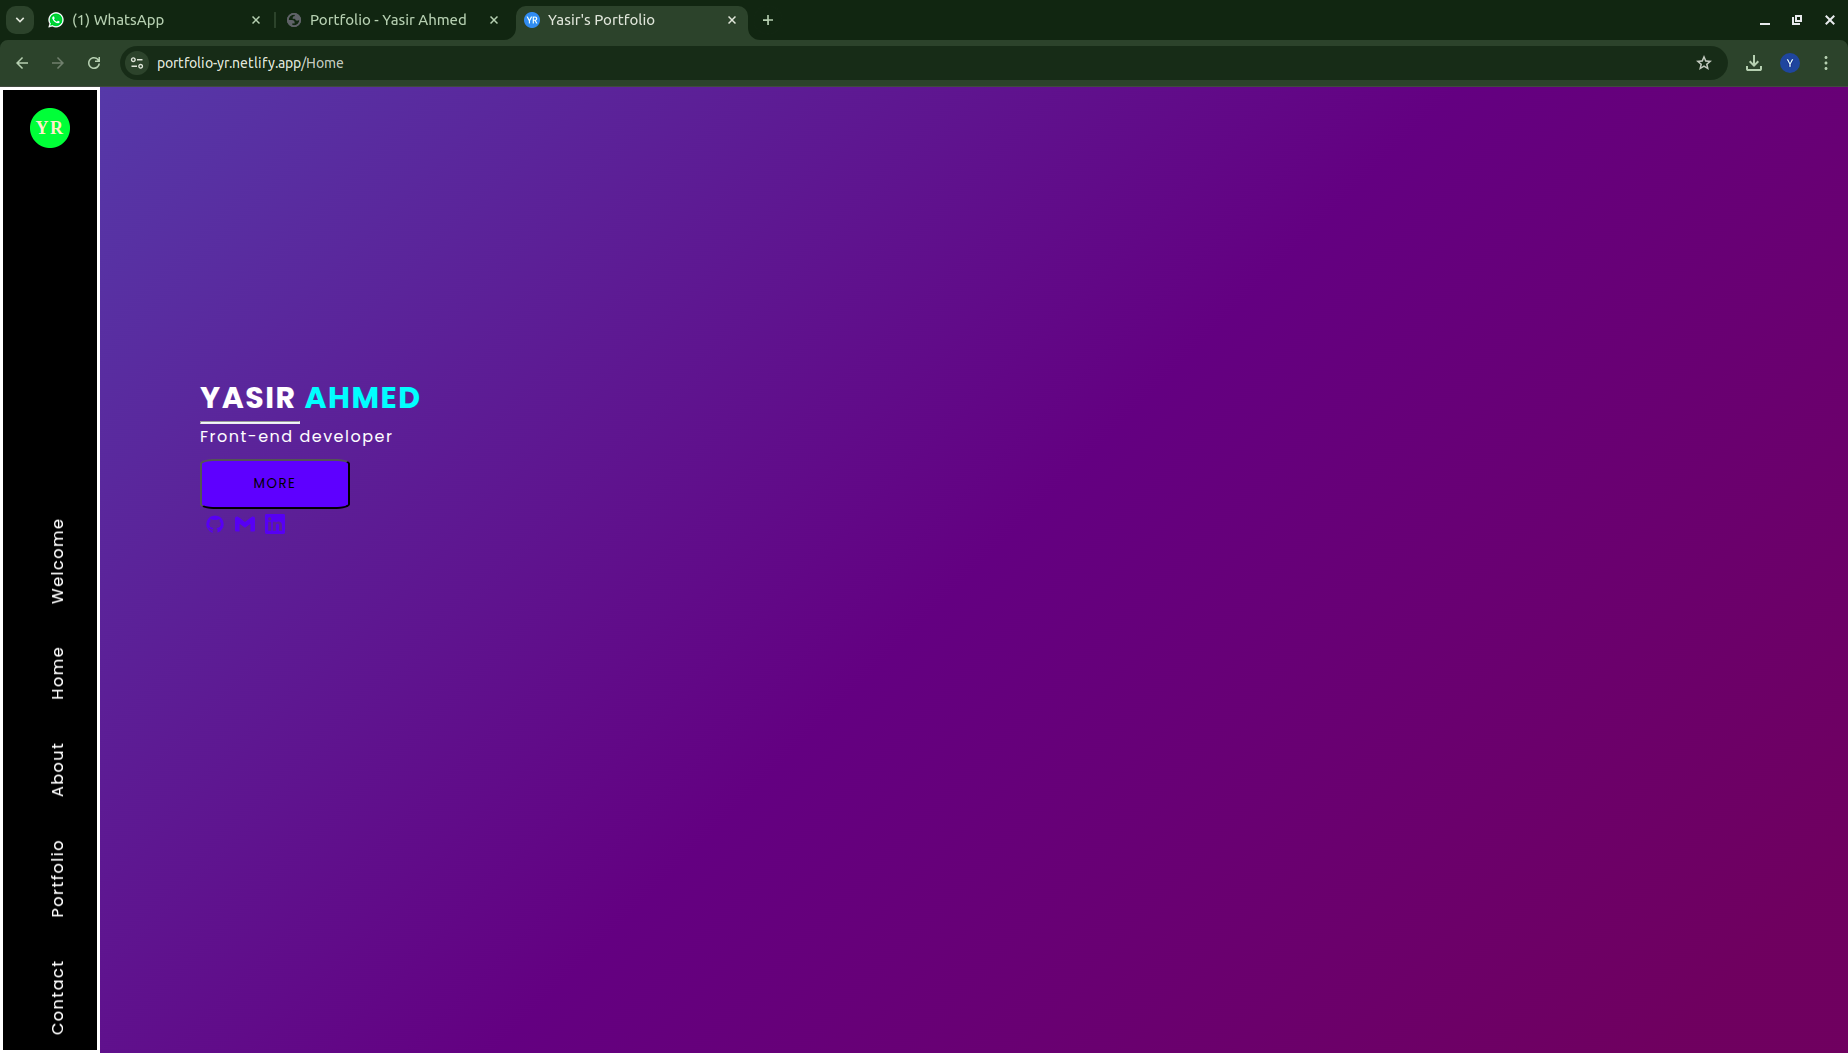 (1) WhatsApp
Portfolio - Yasir Ahmed
Yasir's Portfolio
portfolio-yr.netlify.app/Home
Y
YR
YASIR AHMED
Front-end developer
MORE
Welcome
Home
About
Portfolio
Contact